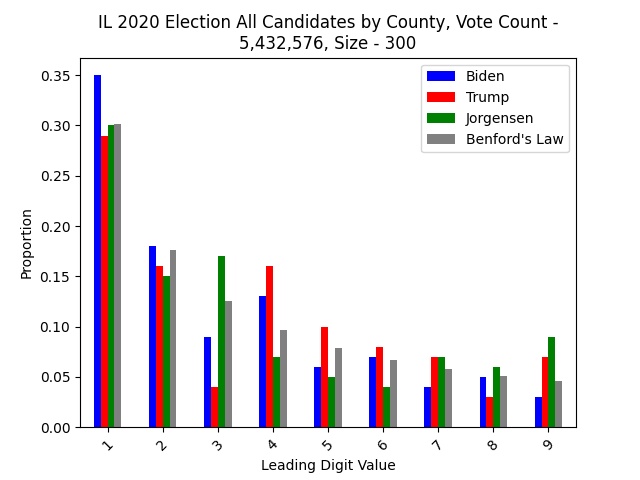 IL 2020 Election All Candidates by County, Vote Count -
5,432,576, Size - 300
Biden
Trump
Jorgensen
Benford's Law
Proportion
0.35
0.30
0.25
0.20
0.15
0.10
0.05
0.00
1 2 3 4 5 6 7 8 9
Leading Digit Value